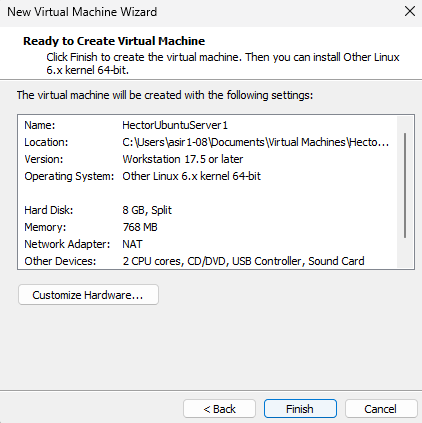 New Virtual Machine Wizard
Ready to Create Virtual Machine
Click Finish to create the virtual machine. Then you can install Other Linux
6.x kernel 64-bit.
The virtual machine will be created with the following settings:
Name: HectorUbuntuServer1
Location: C:\Users\asir1-08\Documents\Virtual Machines\Hecto...
Version: Workstation 17.5 or later
Operating System: Other Linux 6.x kernel 64-bit
Hard Disk: 8 GB, Split
Memory: 768 MB
Network Adapter: NAT
Other Devices: 2 CPU cores, CD/DVD, USB Controller, Sound Card
Customize Hardware...
< Back Finish Cancel